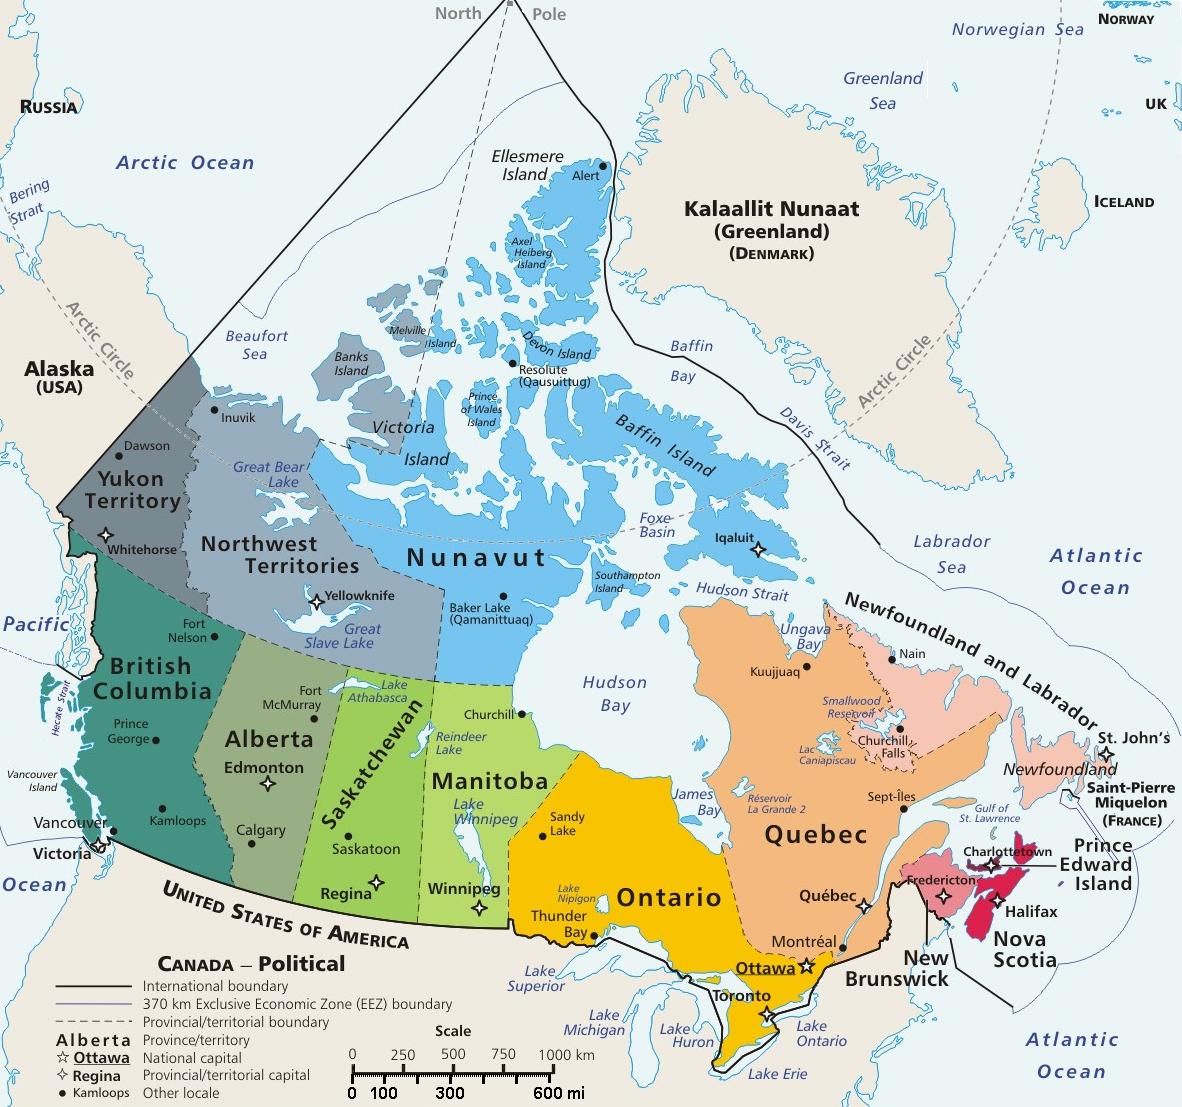 North Pole
NORWAY
Norwegian Sea
Greenland
Sea
RUSSIA
UK
Arctic Ocean
Ellesmere
Island
Alert
Bering
Strait
ICELAND
Kalaallit Nunaat
(Greenland)
(DENMARK)
Axel
Heiberg
Island
Arctic Circle
Beaufort
Sea
Melville Island
Devon Island
Baffin
Bay
Arctic Circle
Banks
Island
Alaska
(USA)
Resolute
(Qausuittug)
Prince
of Wales
Island
Inuvik
Victoria
Island
Baffin Island
Davis Strait
Dawson
Great Bear
Lake
Yukon
Territory
Foxe
Basin
Iqaluit
Whitehorse
Northwest
Territories
Nunavut
Labrador
Sea
Atlantic
Ocean
Southampton
Island
Hudson Strait
Yellowknife
Baker Lake
(Qamanittuaq)
Newfoundland and Labrador
Pacific
Fort
Nelson
Great
Slave Lake
Ungava
Bay
Nain
British
Columbia
Kuujjuaq
Hecate Strait
Fort
McMurray
Lake
Athabasca
Hudson
Bay
Smallwood
Reservoir
Prince
George
Alberta
Saskatchewan
Churchill
Reindeer
Lake
Churchill
Falls
Lac
Caniapiscau
St. John's
Edmonton
Manitoba
Newfoundland
Vancouver
Island
James
Bay
Réservoir
La Grande 2
Sept-Îles
Saint-Pierre
Miquelon
(FRANCE)
Kamloops
Lake
Winnipeg
Sandy
Lake
Gulf of
St. Lawrence
Vancouver
Calgary
Quebec
Victoria
Saskatoon
Charlottetown
Prince
Edward
Island
Ocean
Regina
Winnipeg
Lake
Nipigon
Ontario
Québec
Fredericton
Halifax
UNITED STATES OF AMERICA
Thunder
Bay
Montréal
Nova
Scotia
New
Brunswick
Ottawa
Lake
Superior
Toronto
Lake
Michigan
Lake
Huron
Lake
Ontario
Lake Erie
Atlantic
Ocean
CANADA – Political
International boundary
370 km Exclusive Economic Zone (EEZ) boundary
Provincial/territorial boundary
Alberta Province/territory
Ottawa National capital
Regina Provincial/territorial capital
Kamloops Other locale
Scale
0 250 500 750 1000 km
0 100 300 600 mi